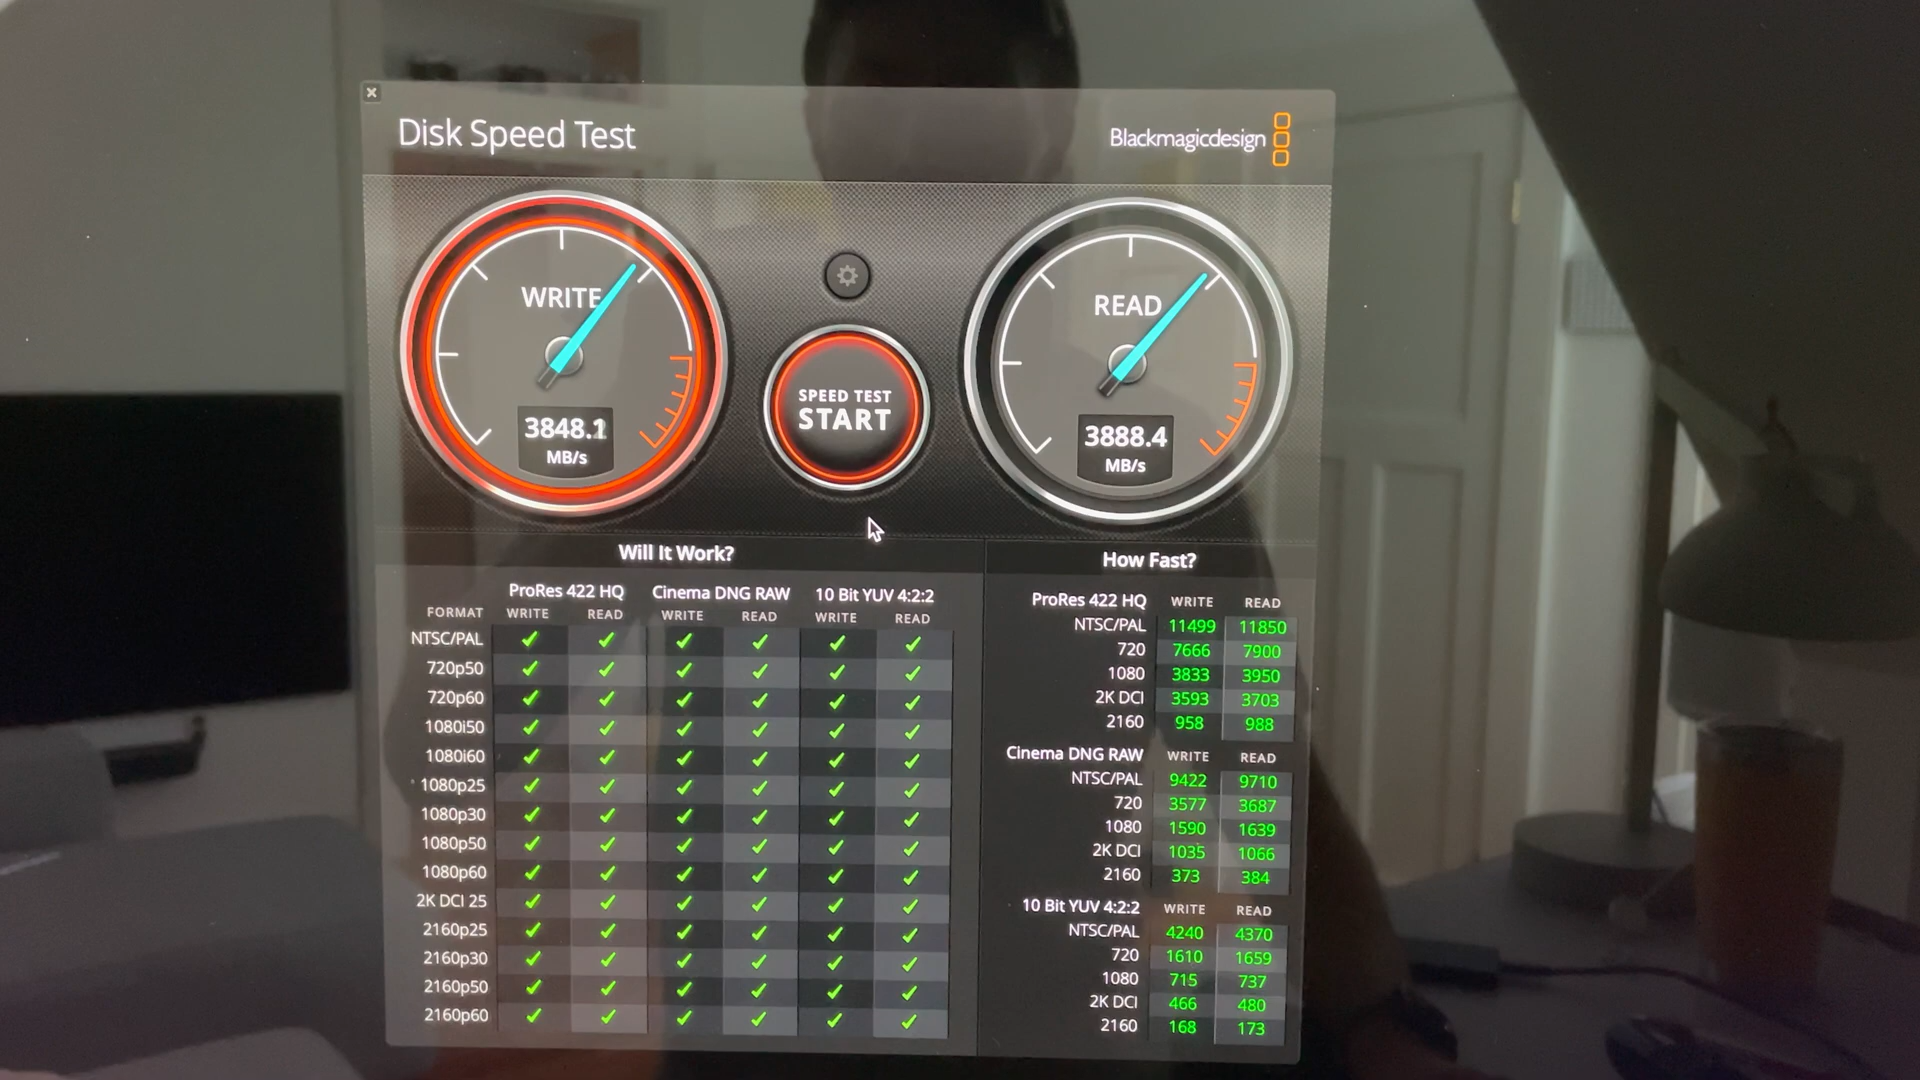 Disk Speed Test
Blackmagicdesign
WRITE
3848.1
MB/s
SPEED TEST
START
READ
3888.4
MB/s
Will It Work?
ProRes 422 HQ Cinema DNG RAW 10 Bit YUV 4:2:2
FORMAT WRITE READ WRITE READ WRITE READ
NTSC/PAL ✓ ✓ ✓ ✓ ✓ ✓
720p50 ✓ ✓ ✓ ✓ ✓ ✓
720p60 ✓ ✓ ✓ ✓ ✓ ✓
1080i50 ✓ ✓ ✓ ✓ ✓ ✓
1080i60 ✓ ✓ ✓ ✓ ✓ ✓
1080p25 ✓ ✓ ✓ ✓ ✓ ✓
1080p30 ✓ ✓ ✓ ✓ ✓ ✓
1080p50 ✓ ✓ ✓ ✓ ✓ ✓
1080p60 ✓ ✓ ✓ ✓ ✓ ✓
2K DCI 25 ✓ ✓ ✓ ✓ ✓ ✓
2160p25 ✓ ✓ ✓ ✓ ✓ ✓
2160p30 ✓ ✓ ✓ ✓ ✓ ✓
2160p50 ✓ ✓ ✓ ✓ ✓ ✓
2160p60 ✓ ✓ ✓ ✓ ✓ ✓
How Fast?
ProRes 422 HQ WRITE READ
NTSC/PAL 11499 11850
720 7666 7900
1080 3833 3950
2K DCI 3593 3703
2160 958 988
Cinema DNG RAW WRITE READ
NTSC/PAL 9422 9710
720 3577 3687
1080 1590 1639
2K DCI 1035 1066
2160 373 384
10 Bit YUV 4:2:2 WRITE READ
NTSC/PAL 4240 4370
720 1610 1659
1080 715 737
2K DCI 466 480
2160 168 173